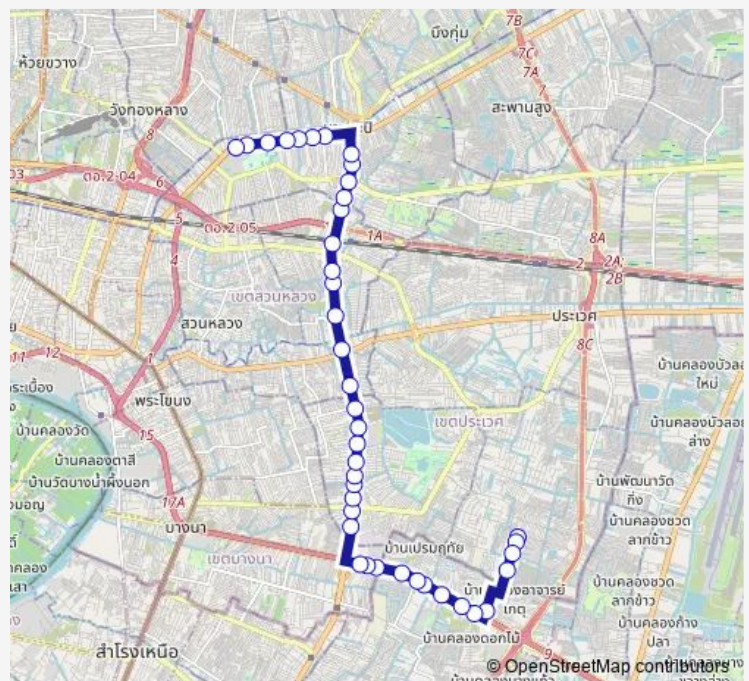 7B
บึงกุ่ม
7C
ห้วยขวาง
7A
7
วังทองหลาง
สะพานสูง
8
03
ดอ.2-04
6
5
ดอ.2-05
1A
8A
4
2
2A
2B
เขตสวนหลวง
สวนหลวง
ประเวศ
8C
11
12
1
บ้านคลองบัวลอ
ใหม่
พระโขนง
เขตประเวศ
บ้านคลองบัวลอย
ล่าง
บ้านคลองวัด
15
บ้านคลองตาสี
บ้านวัดบางน้ำผึ้งนอก
บ้านพัฒนาวัด
กิ่ง
17A
บ้านคลองชวด
ลากข้าว
บางนา
เขตบางนา
บ้านเปรมฤทัย
บ้านคลองชวด
ลากข้าว
บ้านคลองก้าง
ปลา
บ้านคลองดอกไม้
สำโรงเหนือ
9
© OpenStreetMap contributors